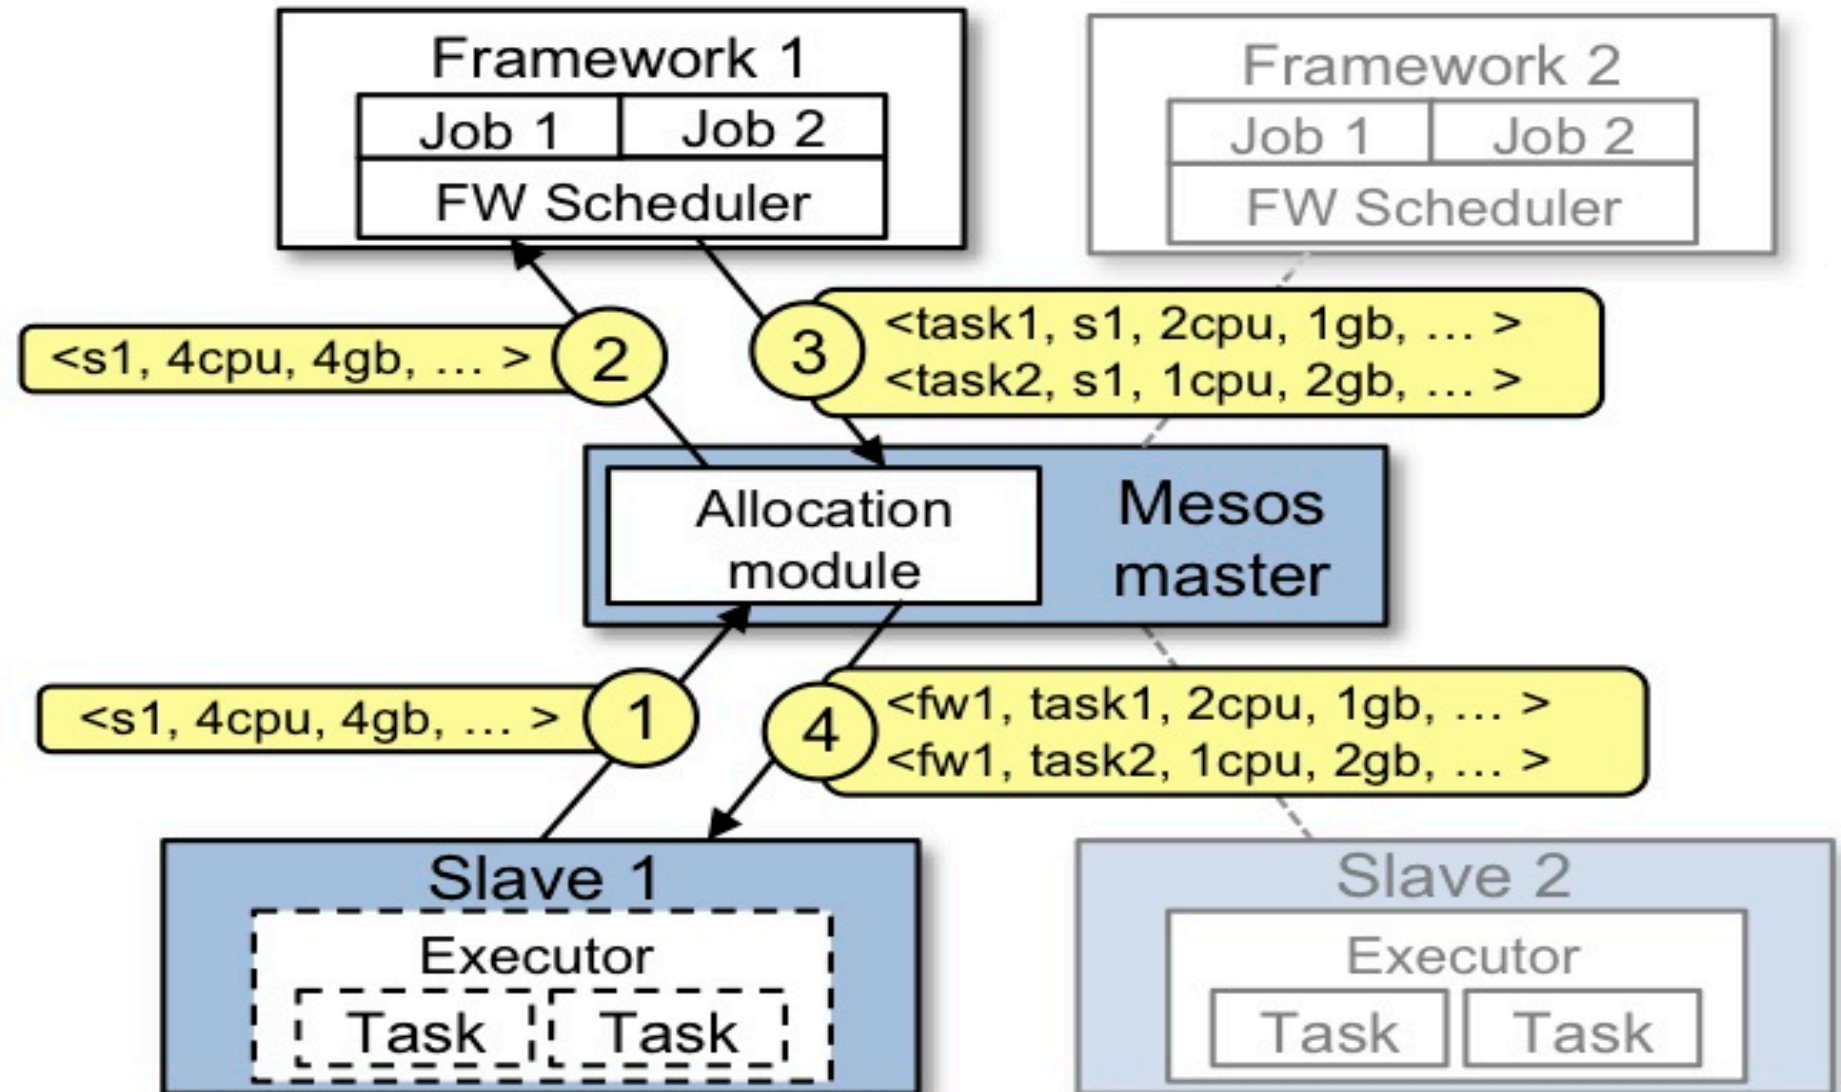 Framework 1
Job 1 Job 2
FW Scheduler
Framework 2
Job 1 Job 2
FW Scheduler
<s1, 4cpu, 4gb, ... >
2
3
<task1, s1, 2cpu, 1gb, ... >
<task2, s1, 1cpu, 2gb, ... >
Allocation
module
Mesos
master
<s1, 4cpu, 4gb, ... >
1
4
<fw1, task1, 2cpu, 1gb, ... >
<fw1, task2, 1cpu, 2gb, ... >
Slave 1
Executor
Task Task
Slave 2
Executor
Task Task